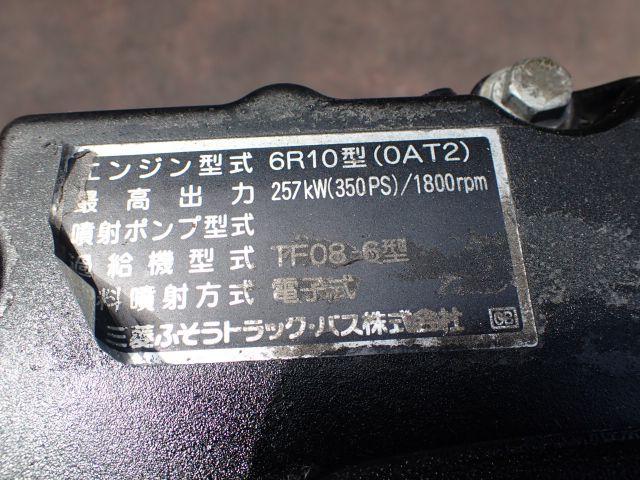 エンジン型式 6R10型(0AT2)
最高出力 257kW(350PS)/1800rpm
噴射ポンプ型式
過給機型式 TF08-6型
燃料噴射方式 電子式
三菱ふそうトラック・バス株式会社